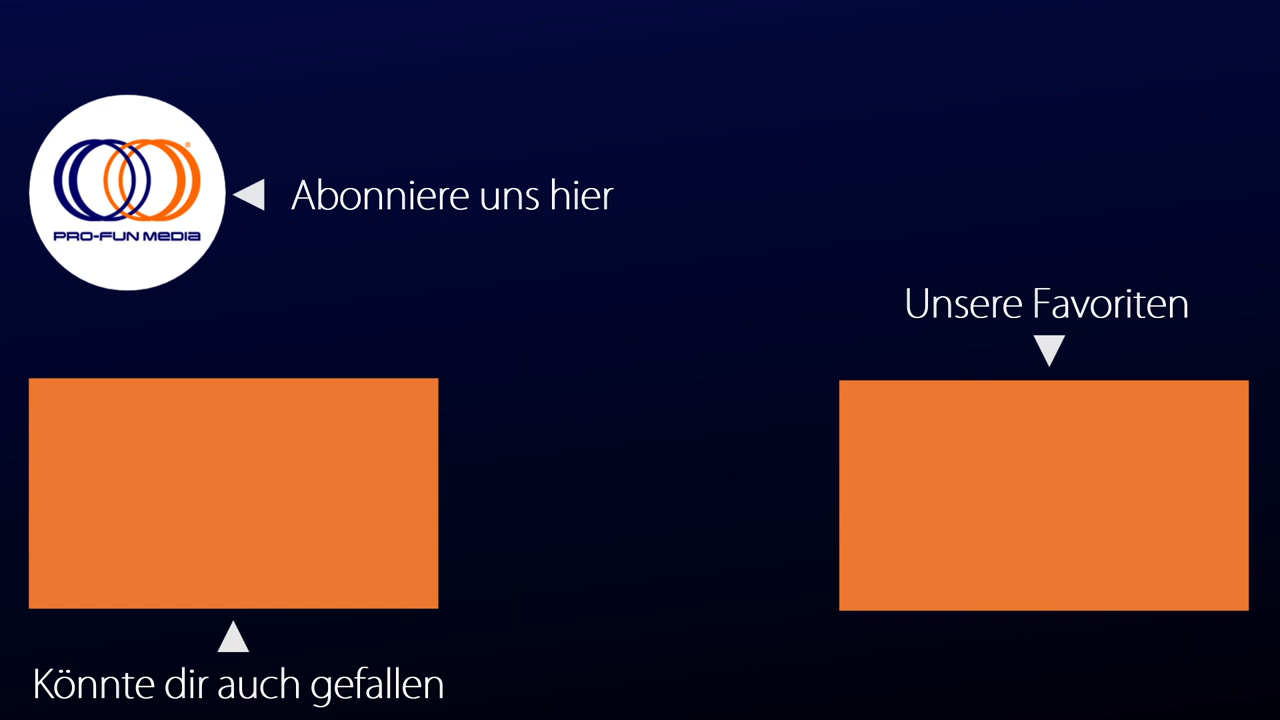 PRO-FUN MEDIA
Abonniere uns hier
Unsere Favoriten
Könnte dir auch gefallen